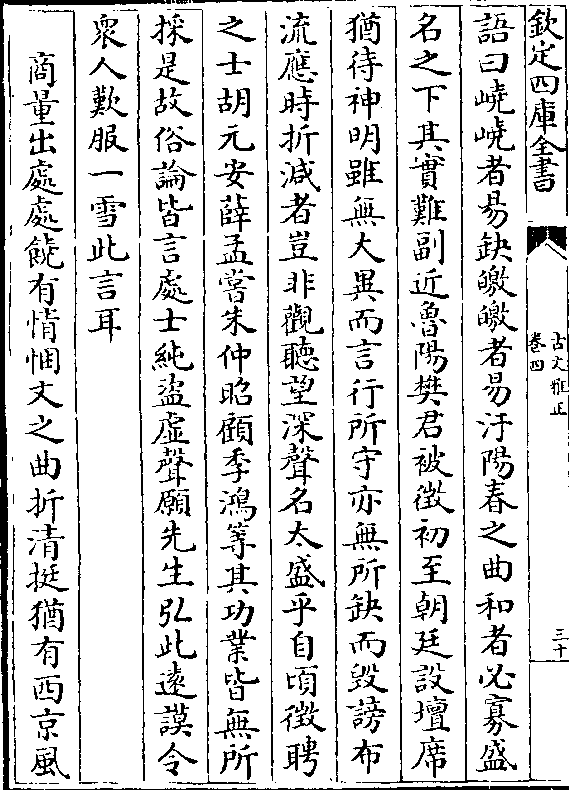 欽定四庫全書
古文雅正
卷四
三十
語曰嶢嶢者易缺皦皦者易汙陽春之曲和者必寡盛
名之下其實難副近魯陽樊君被徵初至朝廷設壇席
猶待神明雖無大異而言行所守亦無所缺而毀謗布
流應時折減者豈非觀聽望深聲名太盛乎自頃徵聘
之士胡元安薛孟嘗朱仲昭顧季鴻等其功業皆無所
採是故俗論皆言處士純盜虛聲願先生弘此遠謨令
衆人歎服一雪此言耳
商量出處處饒有情悃文之曲折清挺猶有西京風